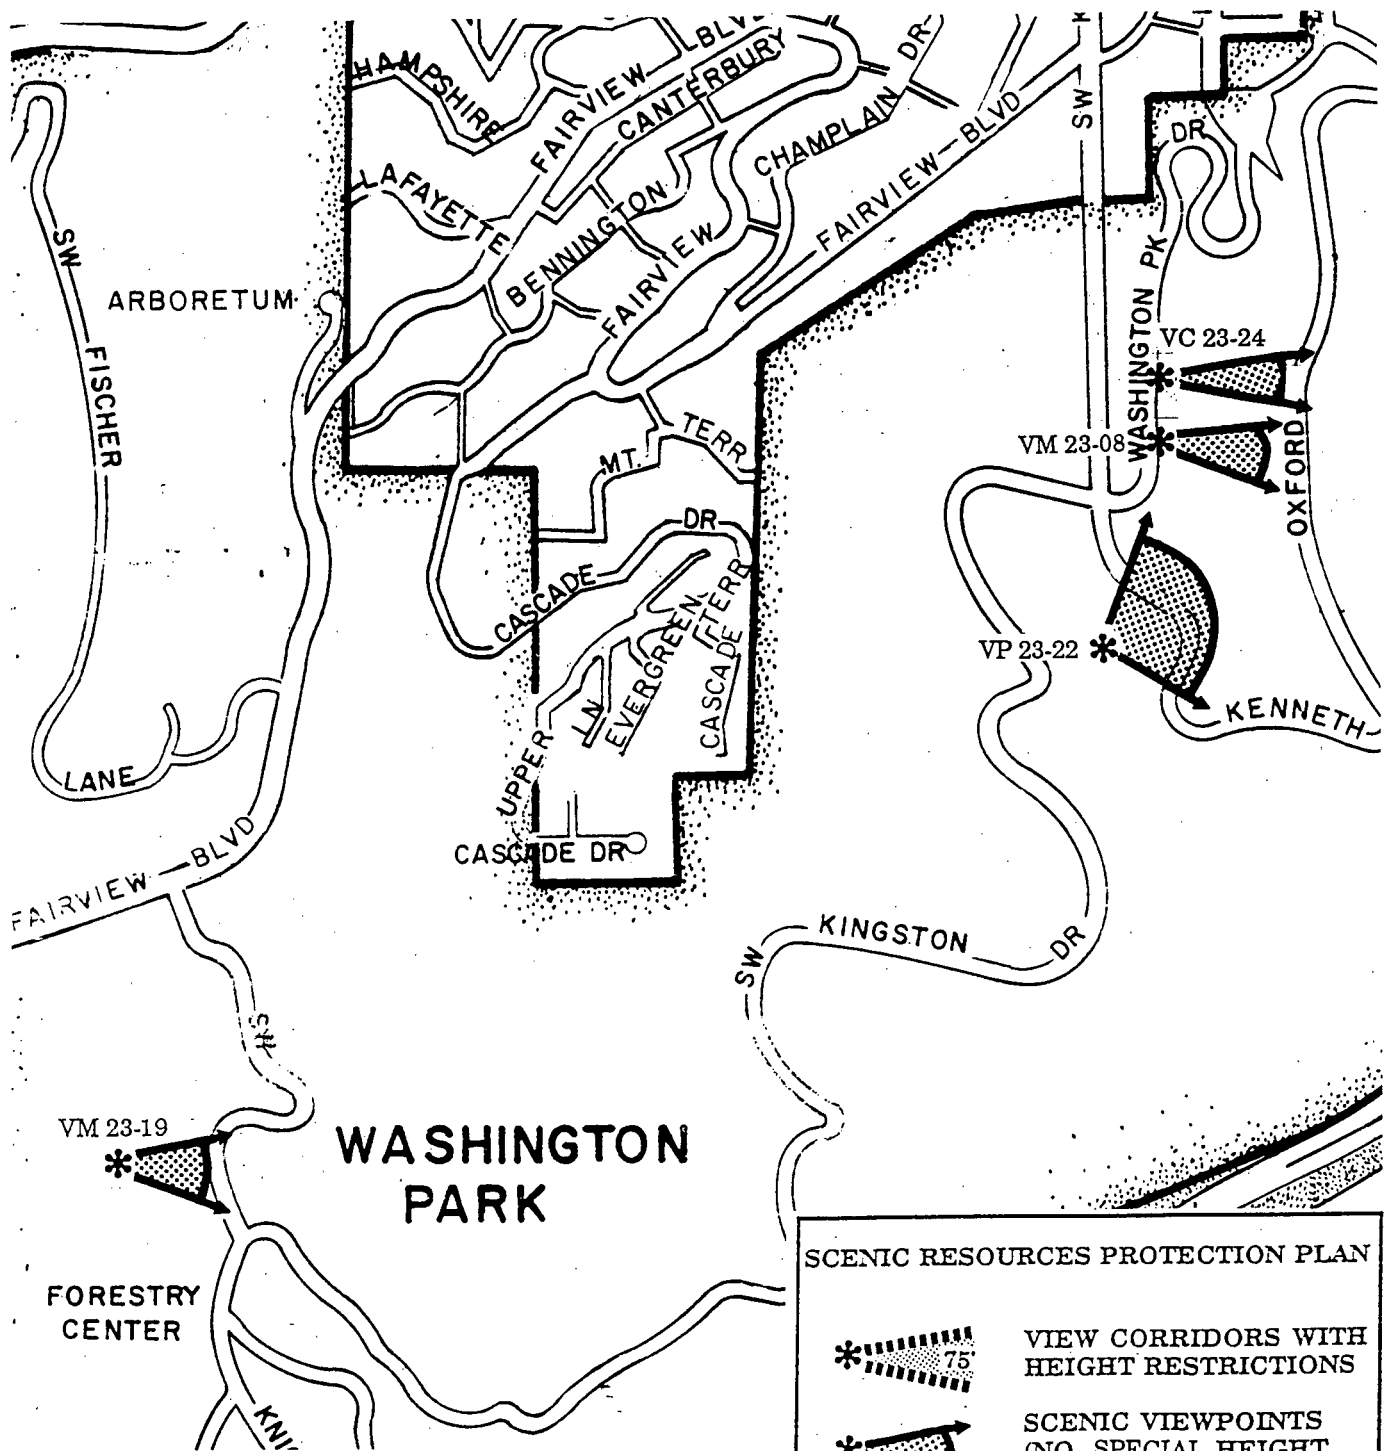 BLVD
HAMPSHIRE
FAIRVIEW
CANTERBURY
DR
SW
CHAMPLAIN
BLVD
DR
LAFAYETTE
FAIRVIEW
BENNINGTON
FAIRVIEW
SW
PK
ARBORETUM
WASHINGTON
VC 23-24
FISCHER
TERR
VM 23-08
MT.
OXFORD
DR
CASCADE
TERR
VP 23-22
EVERGREEN
LN
CASCADE
KENNETH
UPPER
LANE
BLVD
CASCADE DR
FAIRVIEW
KINGSTON
DR
SW
SW
VM 23-19
WASHINGTON
PARK
FORESTRY
CENTER
SCENIC RESOURCES PROTECTION PLAN
75'
VIEW CORRIDORS WITH
HEIGHT RESTRICTIONS
SCENIC VIEWPOINTS
(NO SPECIAL HEIGHT